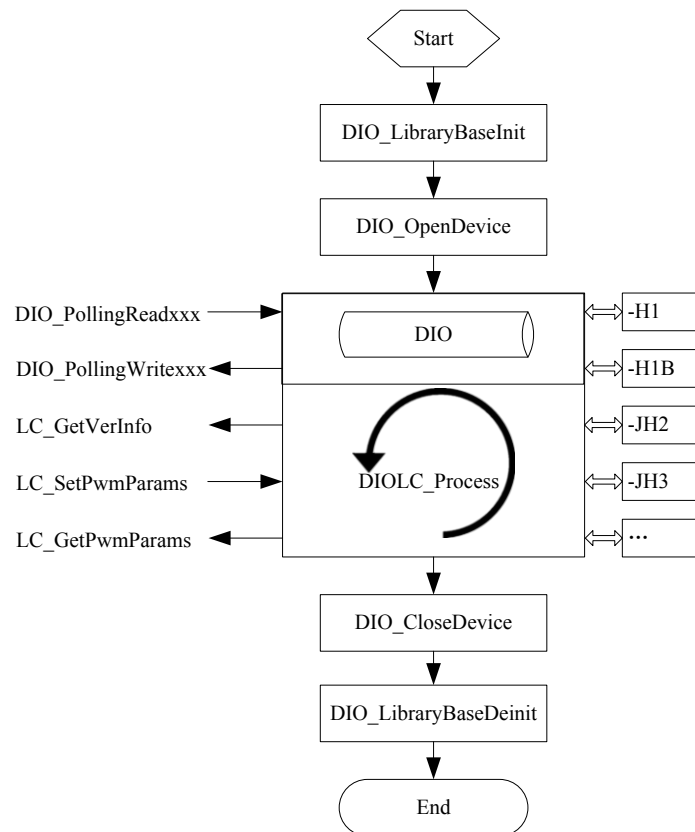 Start
DIO_LibraryBaseInit
DIO_OpenDevice
DIO_PollingReadxxx
DIO
-H1
DIO_PollingWritexxx
-H1B
LC_GetVerInfo
-JH2
LC_SetPwmParams
DIOLC_Process
-JH3
LC_GetPwmParams
...
DIO_CloseDevice
DIO_LibraryBaseDeinit
End